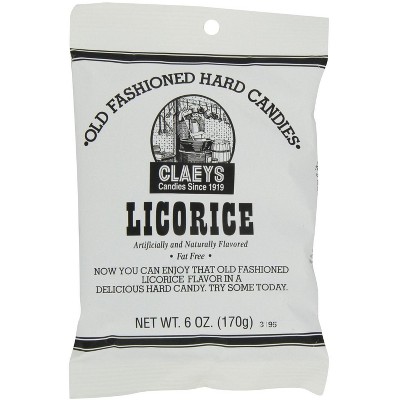 •OLD FASHIONED HARD CANDIES•
CLAEYS
Candies Since 1919
LICORICE
Artificially and Naturally Flavored
• Fat Free •
NOW YOU CAN ENJOY THAT OLD FASHIONED
LICORICE FLAVOR IN A
DELICIOUS HARD CANDY. TRY SOME TODAY.
NET WT. 6 OZ. (170g)